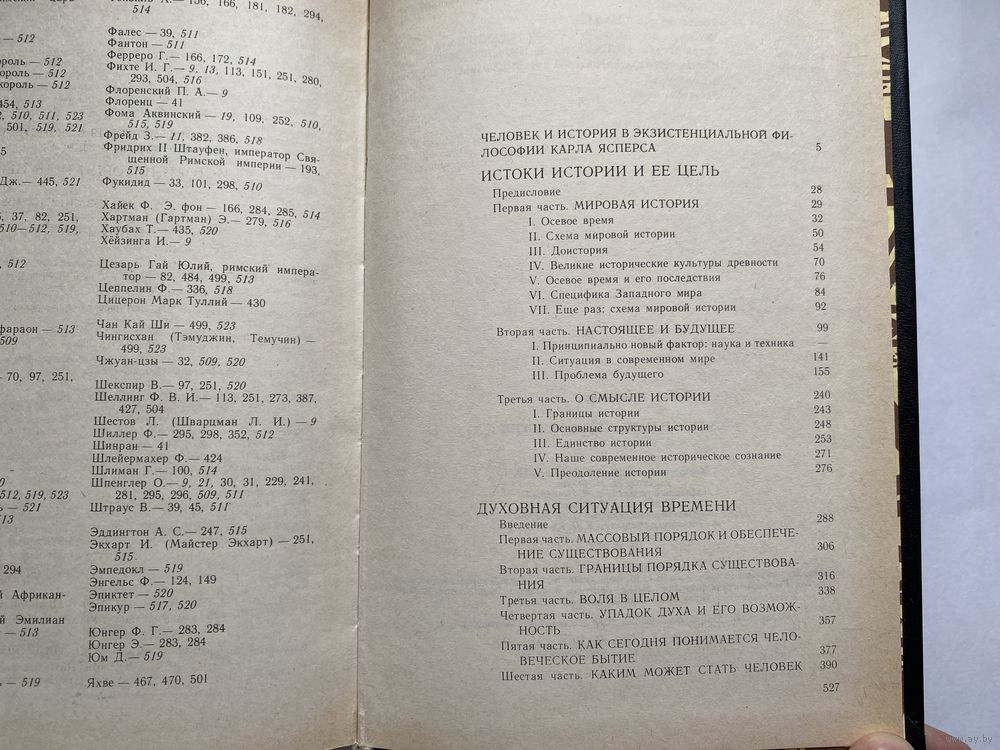 — 512
король — 512
король — 512
король — 512
454, 513
2, 510, 511, 523
501, 519, 521
5
Дж.— 445, 521
, 37, 82, 251,
510—512, 519,
, 512
фараон — 513
509
— 70, 97, 251,
512, 519, 523
— 521
513
294
й Африкан-
й Эмилиан
— 513
— 519
156, 166, 181, 182, 294,
514
Фалес — 39, 511
Фантон — 511
Ферреро Г.— 166, 172, 514
Фихте И. Г.— 9, 13, 113, 151, 251, 280,
293, 504, 516
Флоренский П. А.— 9
Флоренц — 41
Фома Аквинский — 19, 109, 252, 510,
515, 519
Фрейд З.— 11, 382, 386, 518
Фридрих II Штауфен, император Свя-
щенной Римской империи — 193,
515
Фукидид — 33, 101, 298, 510
Хайек Ф. Э. фон — 166, 284, 285, 514
Хартман (Гартман) Э.— 279, 516
Хаубах Т.— 435, 520
Хёйзинга И.— 9
Цезарь Гай Юлий, римский импера-
тор — 82, 484, 499, 513
Цеппелин Ф.— 336, 518
Цицерон Марк Туллий — 430
Чан Кай Ши — 499, 523
Чингисхан (Тэмуджин, Темучин) —
499, 523
Чжуан-цзы — 32, 509, 520
Шекспир В.— 97, 251, 520
Шеллинг Ф. В. И.— 113, 251, 273, 387,
427, 504
Шестов Л. (Шварцман Л. И.) — 9
Шиллер Ф.— 295, 298, 352, 512
Шинран — 41
Шлейермахер Ф.— 424
Шлиман Г.— 100, 514
Шпенглер О.— 9, 21, 30, 31, 229, 241,
281, 295, 296, 509, 511
Штраус В.— 39, 45, 511
Эддингтон А. С.— 247, 515
Экхарт И. (Майстер Экхарт) — 251,
515
Эмпедокл — 519
Энгельс Ф.— 124, 149
Эпиктет — 520
Эпикур — 517, 520
Юнгер Ф. Г.— 283, 284
Юнгер Э.— 283, 284
Юм Д.— 519
Яхве — 467, 470, 501
ЧЕЛОВЕК И ИСТОРИЯ В ЭКЗИСТЕНЦИАЛЬНОЙ ФИ-
ЛОСОФИИ КАРЛА ЯСПЕРСА 5
ИСТОКИ ИСТОРИИ И ЕЕ ЦЕЛЬ
Предисловие 28
Первая часть. МИРОВАЯ ИСТОРИЯ 29
I. Осевое время 32
II. Схема мировой истории 50
III. Доистория 54
IV. Великие исторические культуры древности 70
V. Осевое время и его последствия 76
VI. Специфика Западного мира 84
VII. Еще раз: схема мировой истории 92
Вторая часть. НАСТОЯЩЕЕ И БУДУЩЕЕ 99
I. Принципиально новый фактор: наука и техника —
II. Ситуация в современном мире 141
III. Проблема будущего 155
Третья часть. О СМЫСЛЕ ИСТОРИИ 240
I. Границы истории 243
II. Основные структуры истории 248
III. Единство истории 253
IV. Наше современное историческое сознание 271
V. Преодоление истории 276
ДУХОВНАЯ СИТУАЦИЯ ВРЕМЕНИ
Введение 288
Первая часть. МАССОВЫЙ ПОРЯДОК И ОБЕСПЕЧЕ-
НИЕ СУЩЕСТВОВАНИЯ 306
Вторая часть. ГРАНИЦЫ ПОРЯДКА СУЩЕСТВОВА-
НИЯ 316
Третья часть. ВОЛЯ В ЦЕЛОМ 338
Четвертая часть. УПАДОК ДУХА И ЕГО ВОЗМОЖ-
НОСТЬ 357
Пятая часть. КАК СЕГОДНЯ ПОНИМАЕТСЯ ЧЕЛО-
ВЕЧЕСКОЕ БЫТИЕ 377
Шестая часть. КАКИМ МОЖЕТ СТАТЬ ЧЕЛОВЕК 390
527
www.ay.by